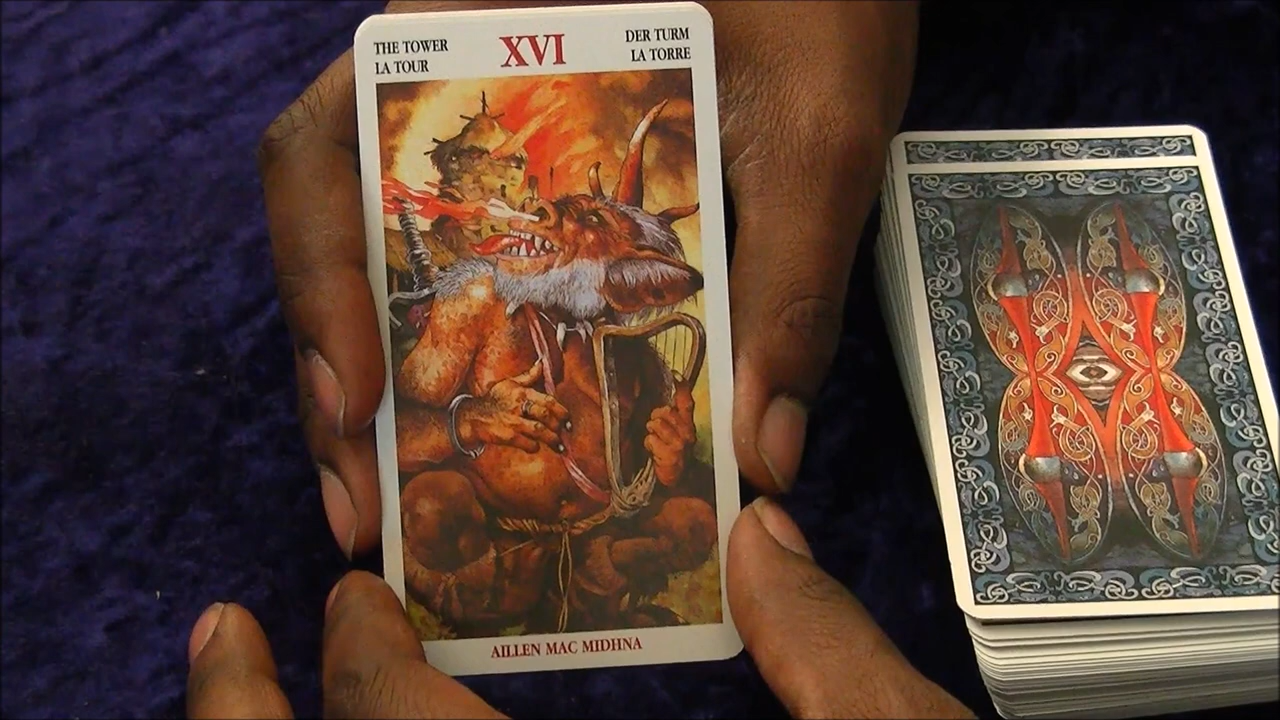 THE TOWER
LA TOUR
XVI
DER TURM
LA TORRE
AILLEN MAC MIDHNA